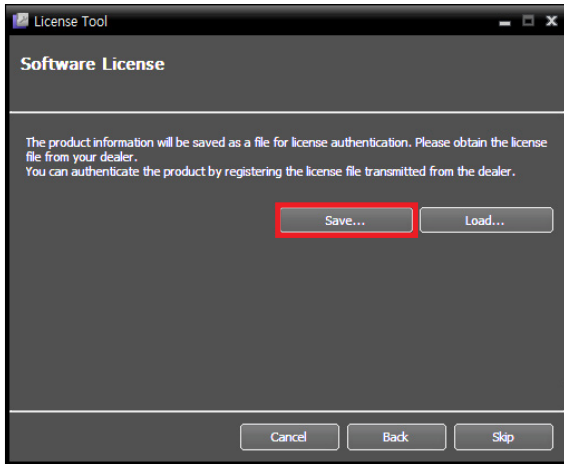 License Tool
Software License
The product information will be saved as a file for license authentication. Please obtain the license
file from your dealer.
You can authenticate the product by registering the license file transmitted from the dealer.
Save... Load...
Cancel Back Skip